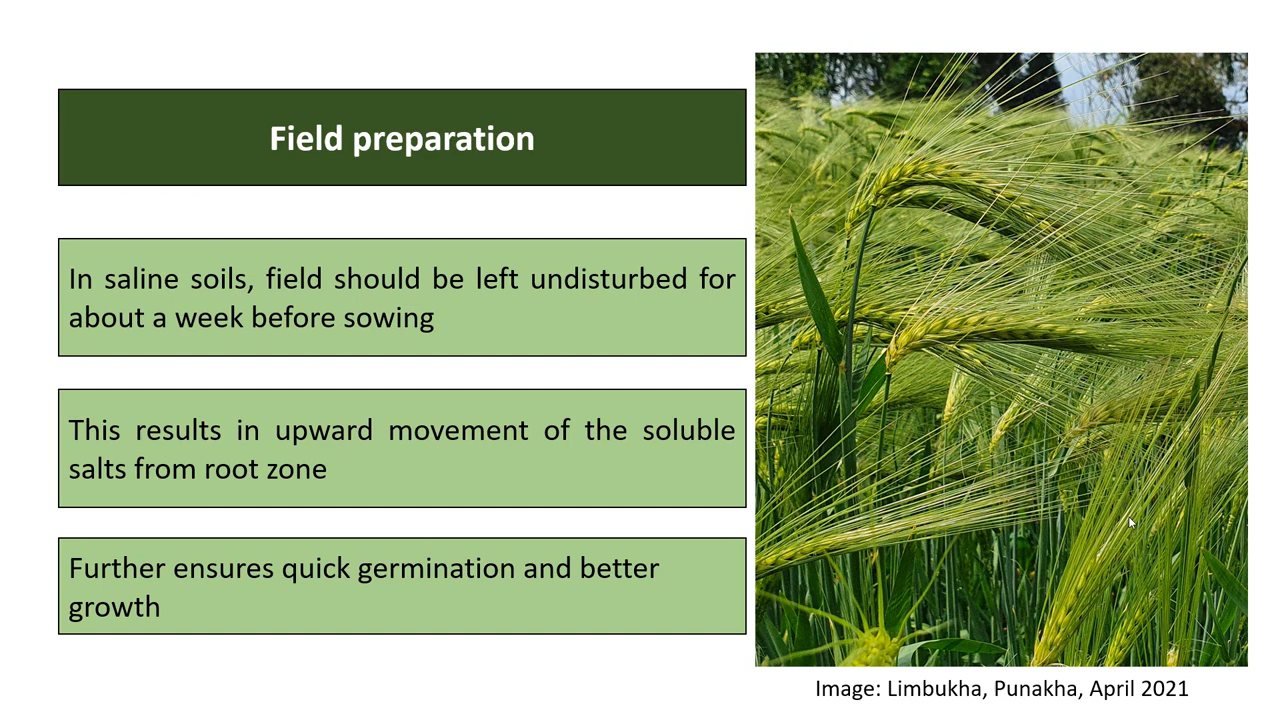 Field preparation
In saline soils, field should be left undisturbed for
about a week before sowing
This results in upward movement of the soluble
salts from root zone
Further ensures quick germination and better
growth
Image: Limbukha, Punakha, April 2021